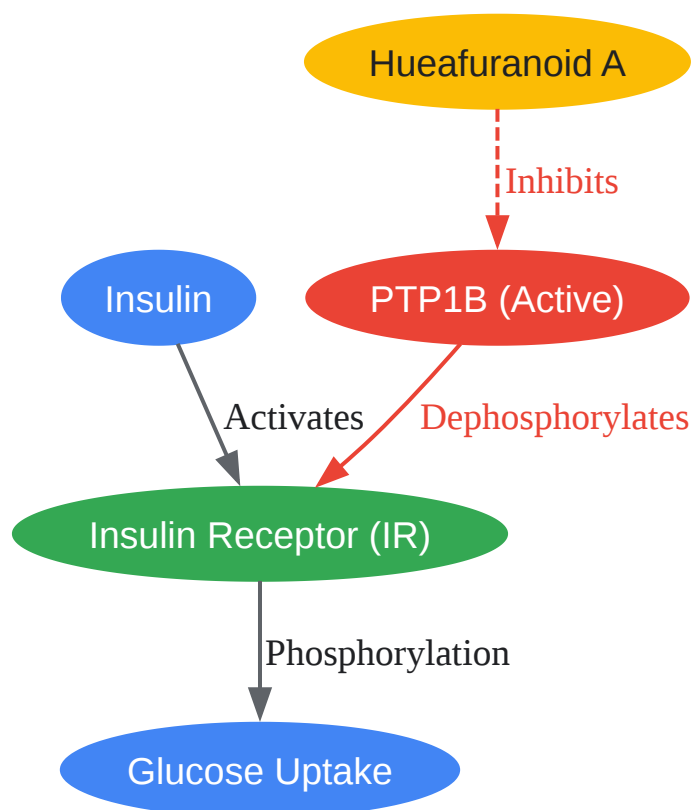 Hueafuranoid A
Inhibits
Insulin
PTP1B (Active)
Activates
Dephosphorylates
Insulin Receptor (IR)
Phosphorylation
Glucose Uptake